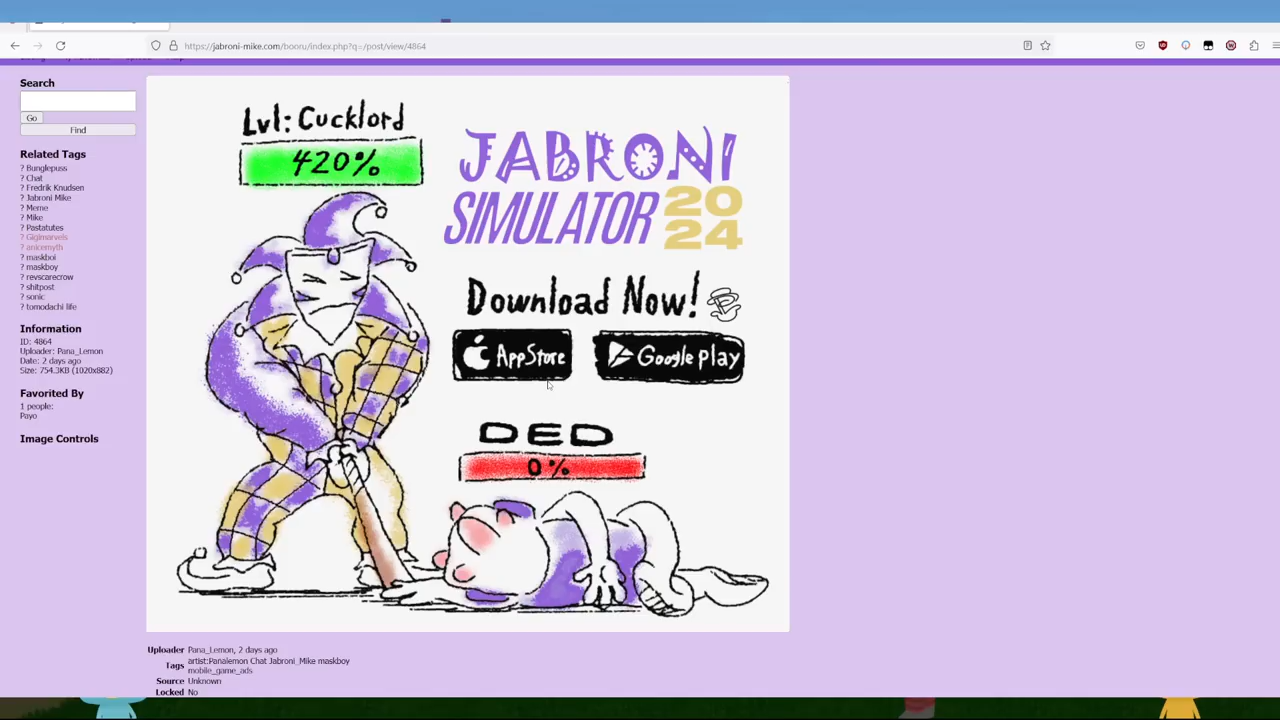 https://jabroni-mike.com/booru/index.php?q=/post/view/4864
Search
Go
Find
Related Tags
? Bunglepuss
? Chat
? Fredrik Knudsen
? Jabroni Mike
? Meme
? Mike
? Pastatutes
? Gigimarvels
? anicemyth
? maskboi
? maskboy
? revscarecrow
? shitpost
? sonic
? tomodachi life
Information
ID: 4864
Uploader: Pana_Lemon
Date: 2 days ago
Size: 754.3KB (1020x882)
Favorited By
1 people:
Payo
Image Controls
Lvl: Cucklord
420%
JABRONI
SIMULATOR 2024
Download Now!
AppStore
Google play
DED
0%
Uploader Pana_Lemon, 2 days ago
Tags artist:Panalemon Chat Jabroni_Mike maskboy
mobile_game_ads
Source Unknown
Locked No